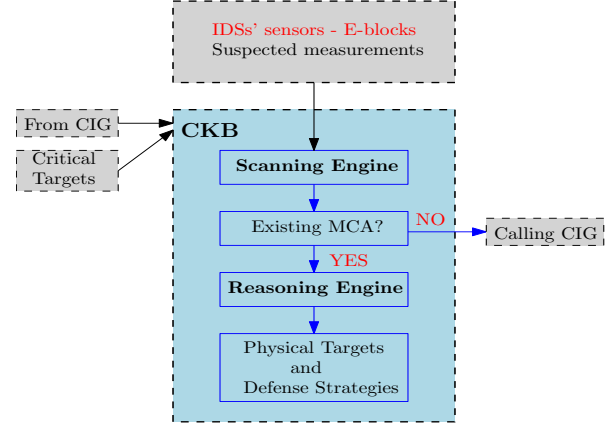 IDSs' sensors - E-blocks
Suspected measurements
From CIG
CKB
Critical
Targets
Scanning Engine
Existing MCA?
NO
Calling CIG
YES
Reasoning Engine
Physical Targets
and
Defense Strategies